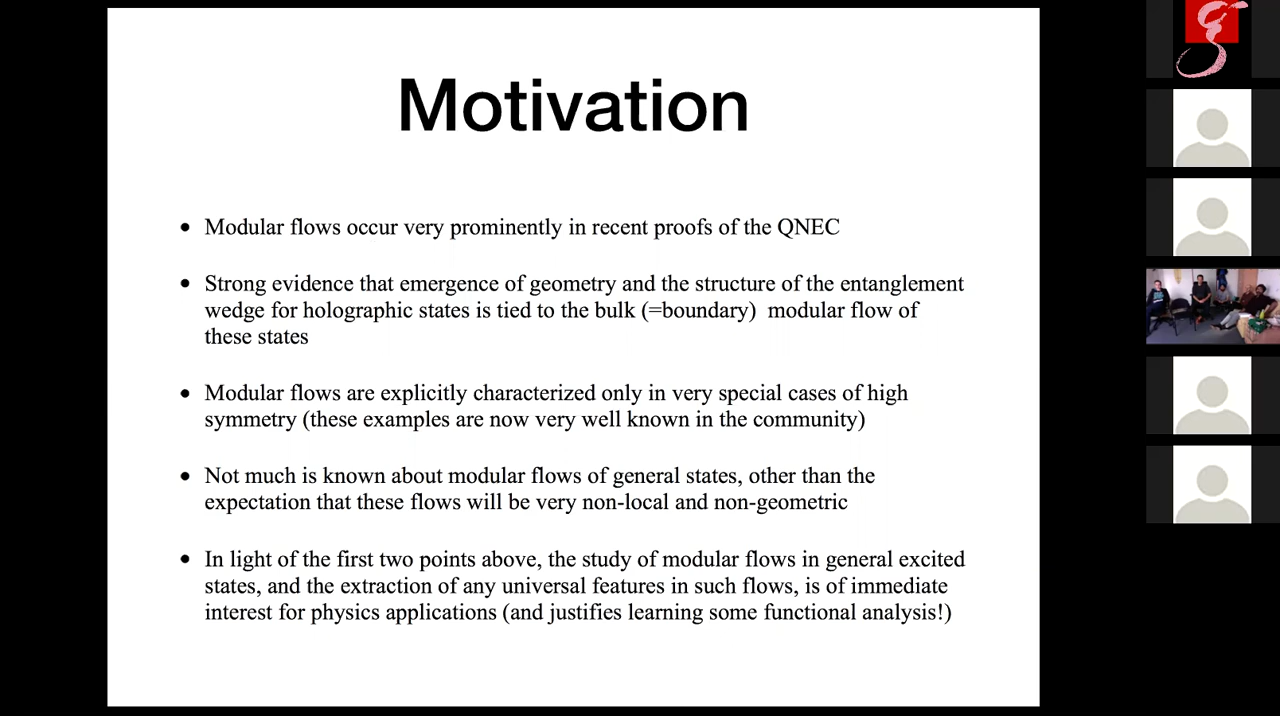 Motivation
• Modular flows occur very prominently in recent proofs of the QNEC
• Strong evidence that emergence of geometry and the structure of the entanglement
wedge for holographic states is tied to the bulk (=boundary)  modular flow of
these states
• Modular flows are explicitly characterized only in very special cases of high
symmetry (these examples are now very well known in the community)
• Not much is known about modular flows of general states, other than the
expectation that these flows will be very non-local and non-geometric
• In light of the first two points above, the study of modular flows in general excited
states, and the extraction of any universal features in such flows, is of immediate
interest for physics applications (and justifies learning some functional analysis!)